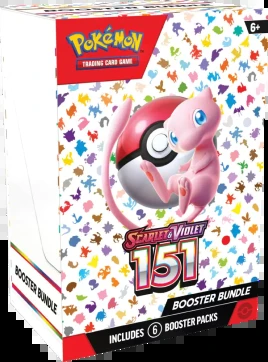 POKÉMON
TRADING CARD GAME
6+
SCARLET & VIOLET
151
BOOSTER BUNDLE
INCLUDES 6 BOOSTER PACKS
BOOSTER BUNDLE